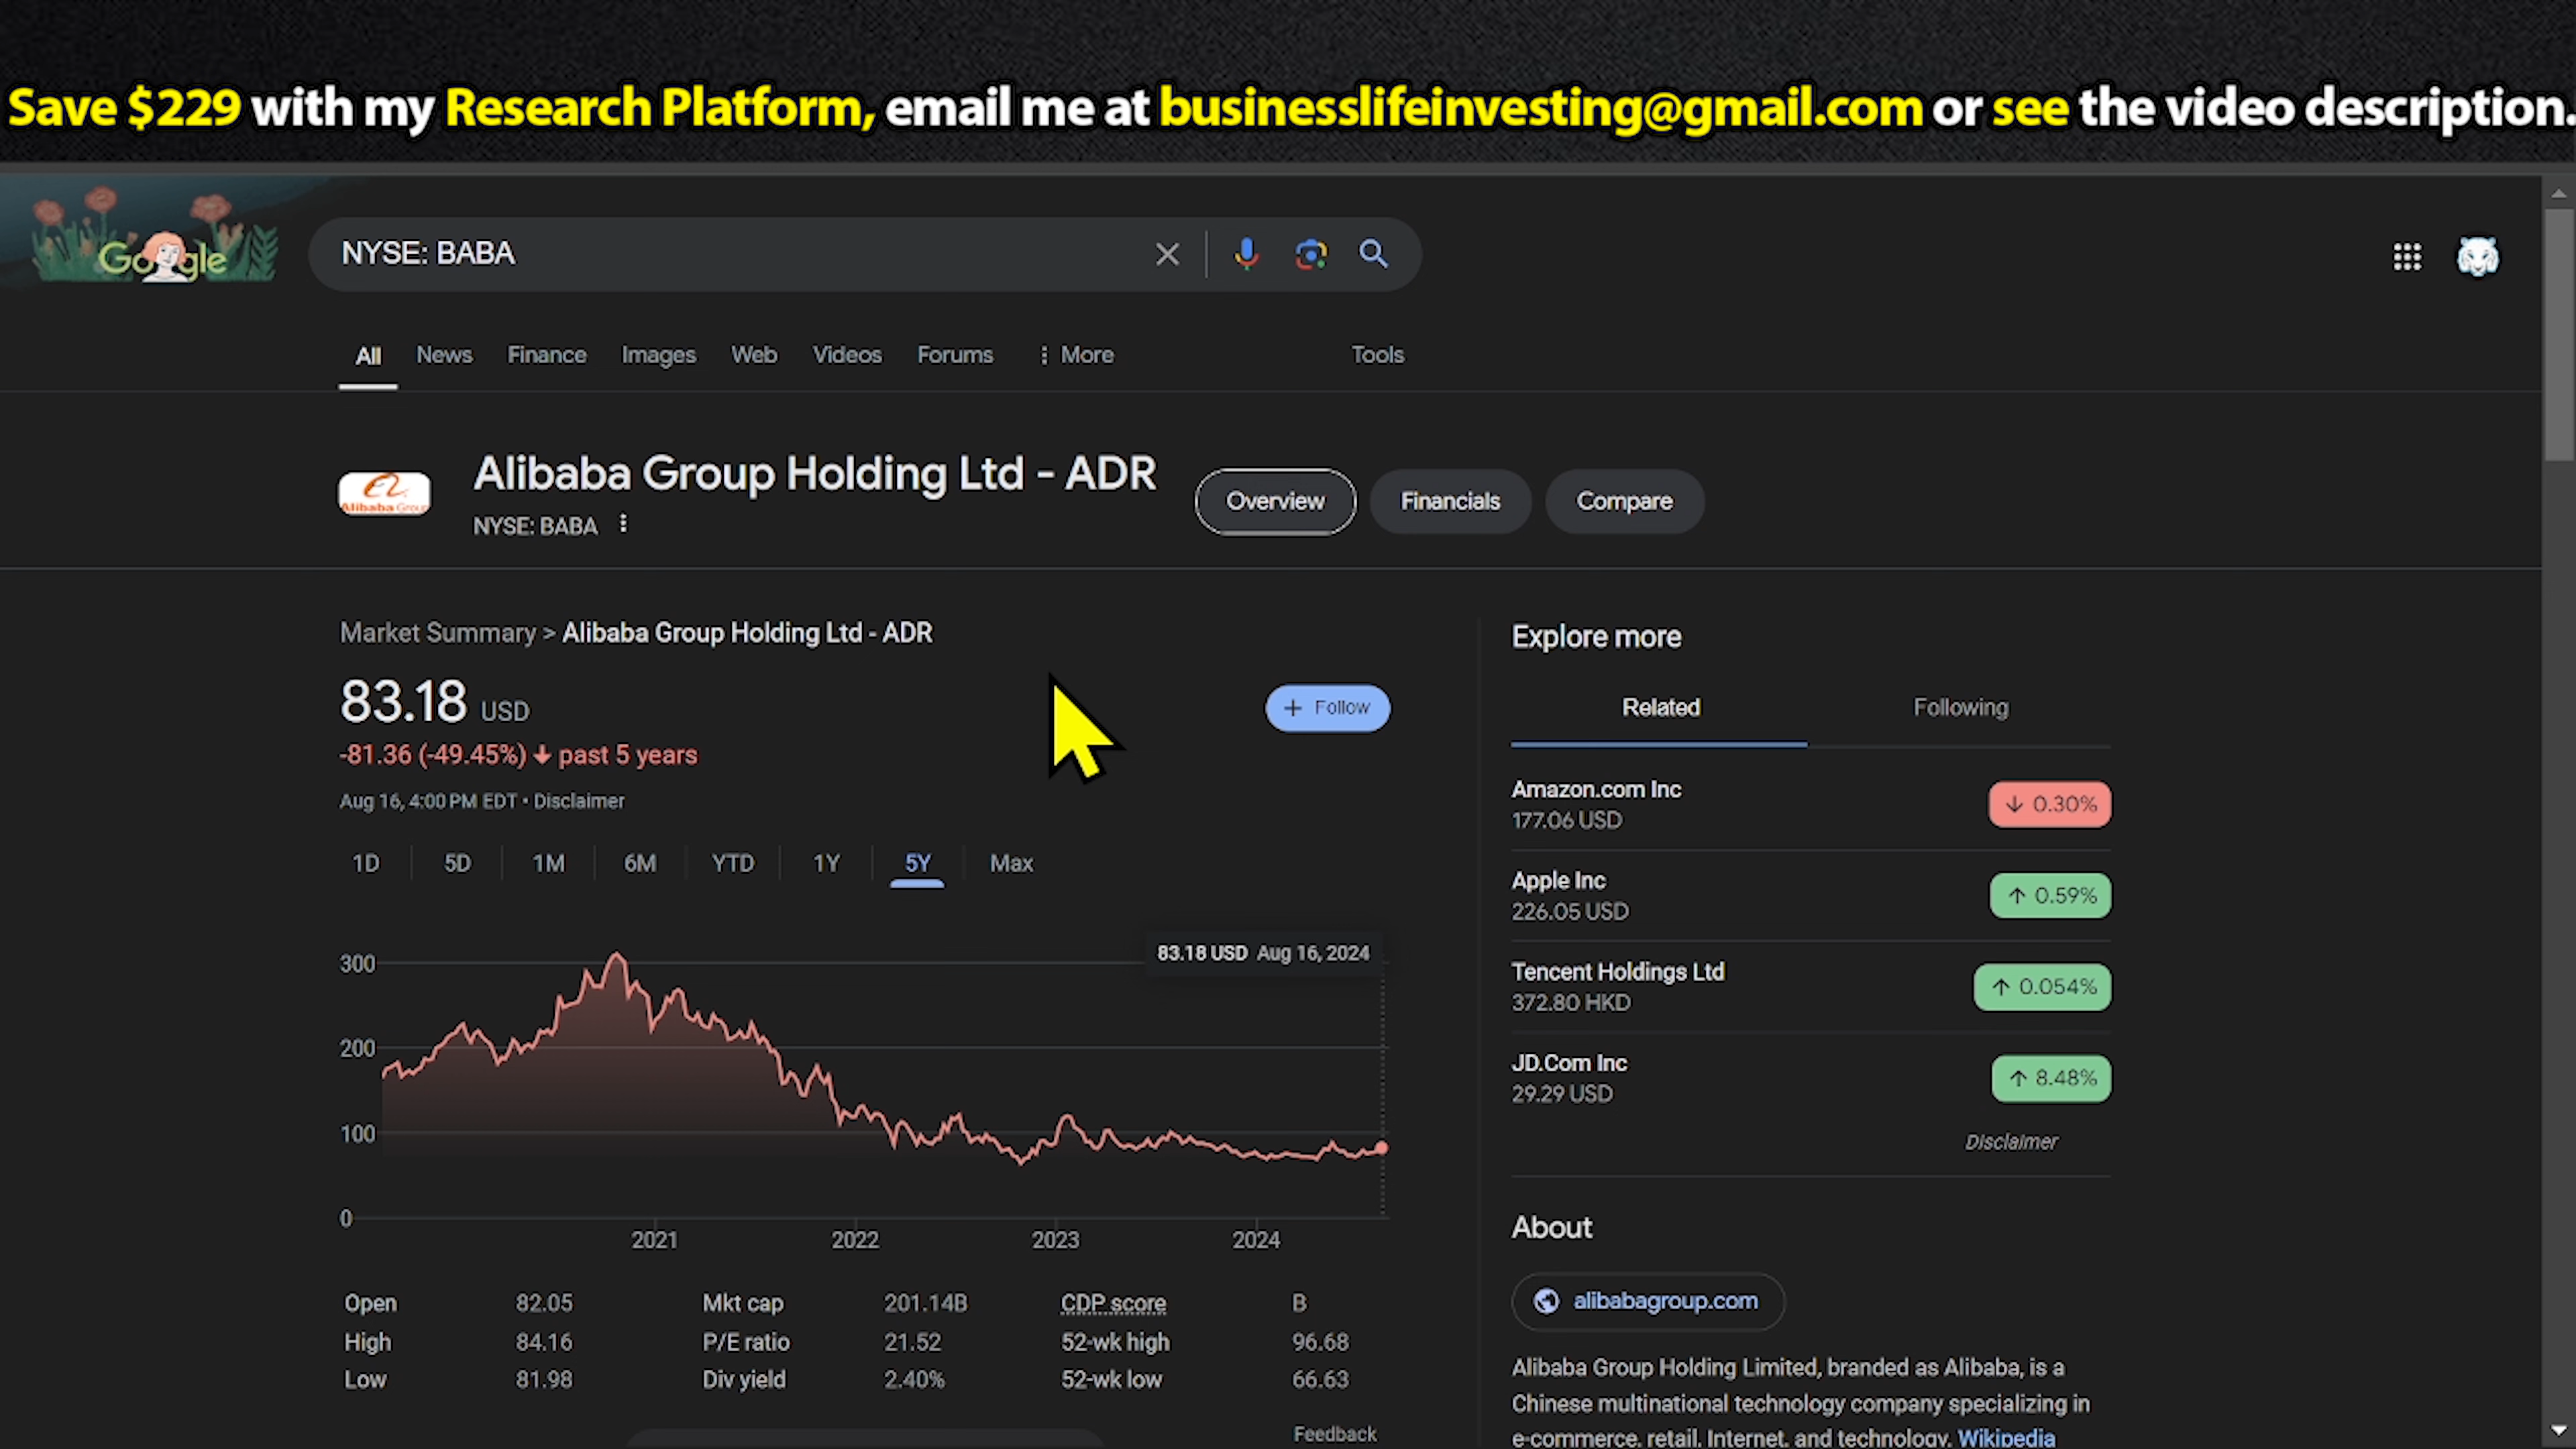 Save $229 with my Research Platform, email me at businesslifeinvesting@gmail.com or see the video description.
Google
NYSE: BABA
All News Finance Images Web Videos Forums More Tools
Alibaba Group Holding Ltd - ADR
NYSE: BABA
Alibaba Group
Overview Financials Compare
Market Summary > Alibaba Group Holding Ltd - ADR
83.18 USD
+ Follow
-81.36 (-49.45%) ↓ past 5 years
Aug 16, 4:00 PM EDT • Disclaimer
1D 5D 1M 6M YTD 1Y 5Y Max
83.18 USD Aug 16, 2024
300
200
100
0
2021 2022 2023 2024
Open 82.05 Mkt cap 201.14B CDP score B
High 84.16 P/E ratio 21.52 52-wk high 96.68
Low 81.98 Div yield 2.40% 52-wk low 66.63
Feedback
Explore more
Related Following
Amazon.com Inc
177.06 USD
↓ 0.30%
Apple Inc
226.05 USD
↑ 0.59%
Tencent Holdings Ltd
372.80 HKD
↑ 0.054%
JD.Com Inc
29.29 USD
↑ 8.48%
Disclaimer
About
alibabagroup.com
Alibaba Group Holding Limited, branded as Alibaba, is a
Chinese multinational technology company specializing in
e-commerce, retail, Internet, and technology. Wikipedia